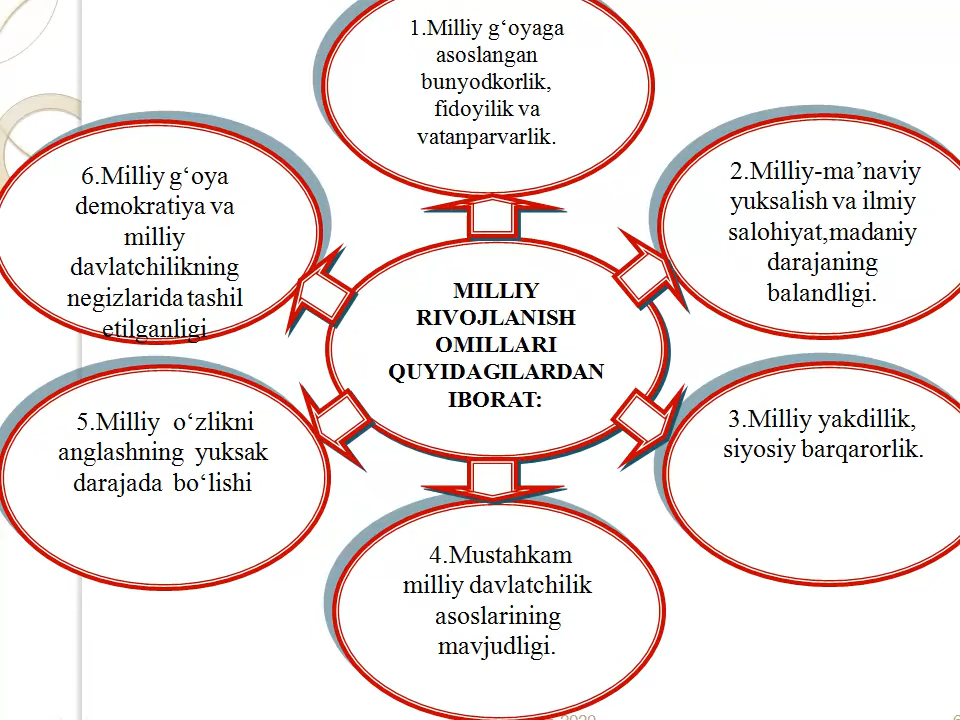 1.Milliy g‘oyaga
asoslangan
bunyodkorlik,
fidoyilik va
vatanparvarlik.
2.Milliy-ma’naviy
yuksalish va ilmiy
salohiyat,madaniy
darajaning
balandligi.
3.Milliy yakdillik,
siyosiy barqarorlik.
4.Mustahkam
milliy davlatchilik
asoslarining
mavjudligi.
5.Milliy o‘zlikni
anglashning yuksak
darajada bo‘lishi
6.Milliy g‘oya
demokratiya va
milliy
davlatchilikning
negizlarida tashil
etilganligi
MILLIY
RIVOJLANISH
OMILLARI
QUYIDAGILARDAN
IBORAT: